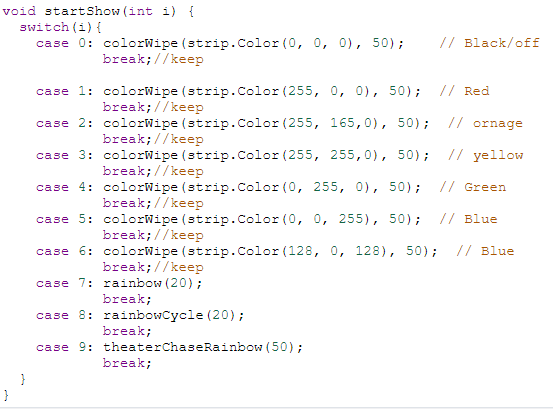 void startShow(int i) {
switch(i){
case 0: colorWipe(strip.Color(0, 0, 0), 50); // Black/off
break;//keep
case 1: colorWipe(strip.Color(255, 0, 0), 50); // Red
break;//keep
case 2: colorWipe(strip.Color(255, 165,0), 50); // ornage
break;//keep
case 3: colorWipe(strip.Color(255, 255,0), 50); // yellow
break;//keep
case 4: colorWipe(strip.Color(0, 255, 0), 50); // Green
break;//keep
case 5: colorWipe(strip.Color(0, 0, 255), 50); // Blue
break;//keep
case 6: colorWipe(strip.Color(128, 0, 128), 50); // Blue
break;//keep
case 7: rainbow(20);
break;
case 8: rainbowCycle(20);
break;
case 9: theaterChaseRainbow(50);
break;
}
}